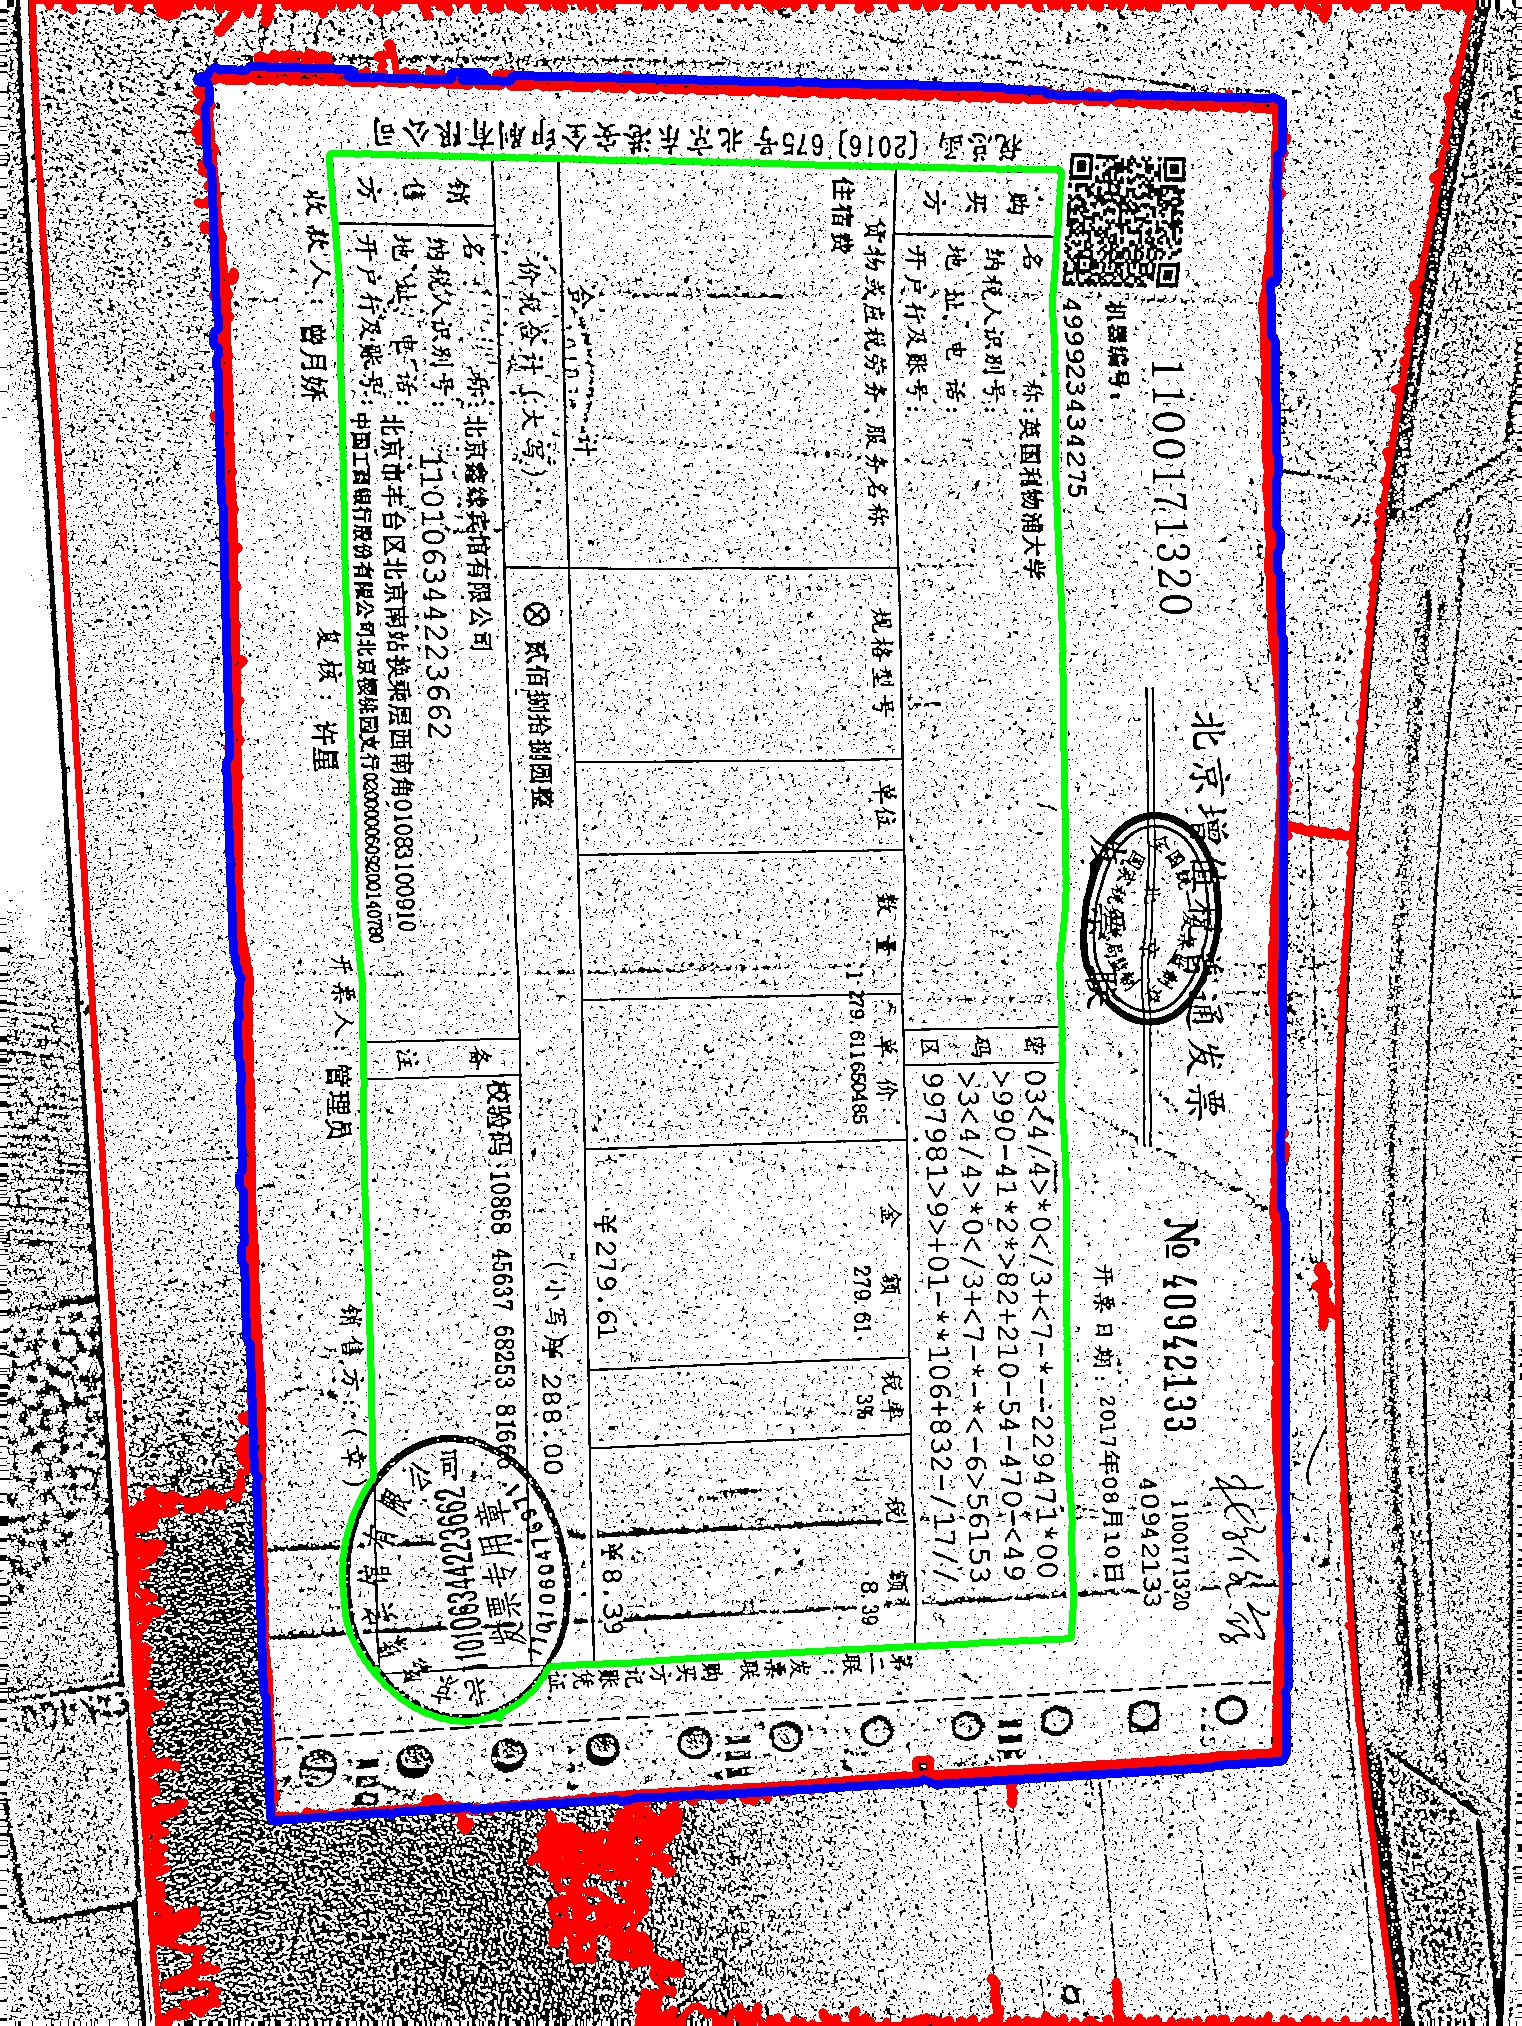 1100171320
北京增值税普通发票
№ 40942133
1100171320
40942133
机器编号:
499923434275
开票日期: 2017年08月10日
税总函 [2016] 675号北京东港安全印刷有限公司
购买方
名 称: 英国利物浦大学
纳税人识别号:
地 址、电 话:
开户行及账号:
密码区
03<4/4>*0</3+<7-*--229471*00
>990-41*2*>82+210-54-470-<49
>3<4/4>*0</3+<7-*-*<-6>56153
997981>9>+01-**106+832-/17//
货物或应税劳务、服务名称 规格型号 单位 数量 单价 金额 税率 税额
住宿费 1 279.611650485 279.61 3% 8.39
合 计 ¥279.61 ¥8.39
价税合计(大写) ⊗贰佰捌拾捌圆整 (小写)¥288.00
销售方
名 称: 北京鑫缘宾馆有限公司
纳税人识别号: 110106344223662
地 址、电 话: 北京市丰台区北京南站换乘层西南角01083100910
开户行及账号: 中国工商银行股份有限公司北京樱桃园支行0200000609200140780
备注
校验码:10868 45637 68253 81666
110106344223662
发票专用章
收款人: 曾月娇
复核: 许星
开票人: 管理员
销售方: (章)
第二联: 发票联 购买方记账凭证